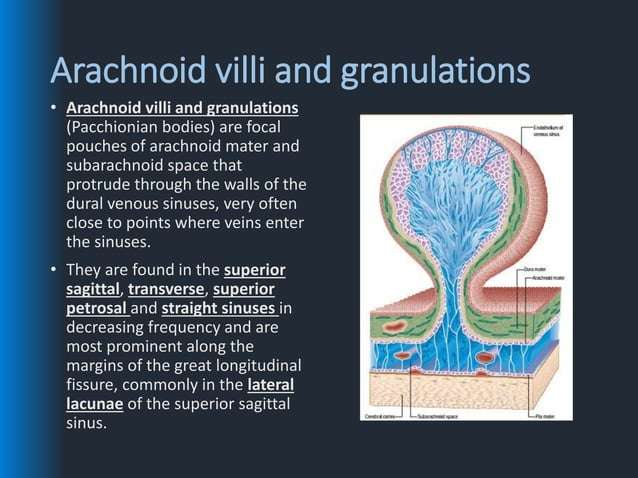 Arachnoid villi and granulations
• Arachnoid villi and granulations
(Pacchionian bodies) are focal
pouches of arachnoid mater and
subarachnoid space that
protrude through the walls of the
dural venous sinuses, very often
close to points where veins enter
the sinuses.
• They are found in the superior
sagittal, transverse, superior
petrosal and straight sinuses in
decreasing frequency and are
most prominent along the
margins of the great longitudinal
fissure, commonly in the lateral
lacunae of the superior sagittal
sinus.
Endothelium of
venous sinus
Dura mater
Arachnoid mater
Cerebral cortex
Subarachnoid space
Pia mater